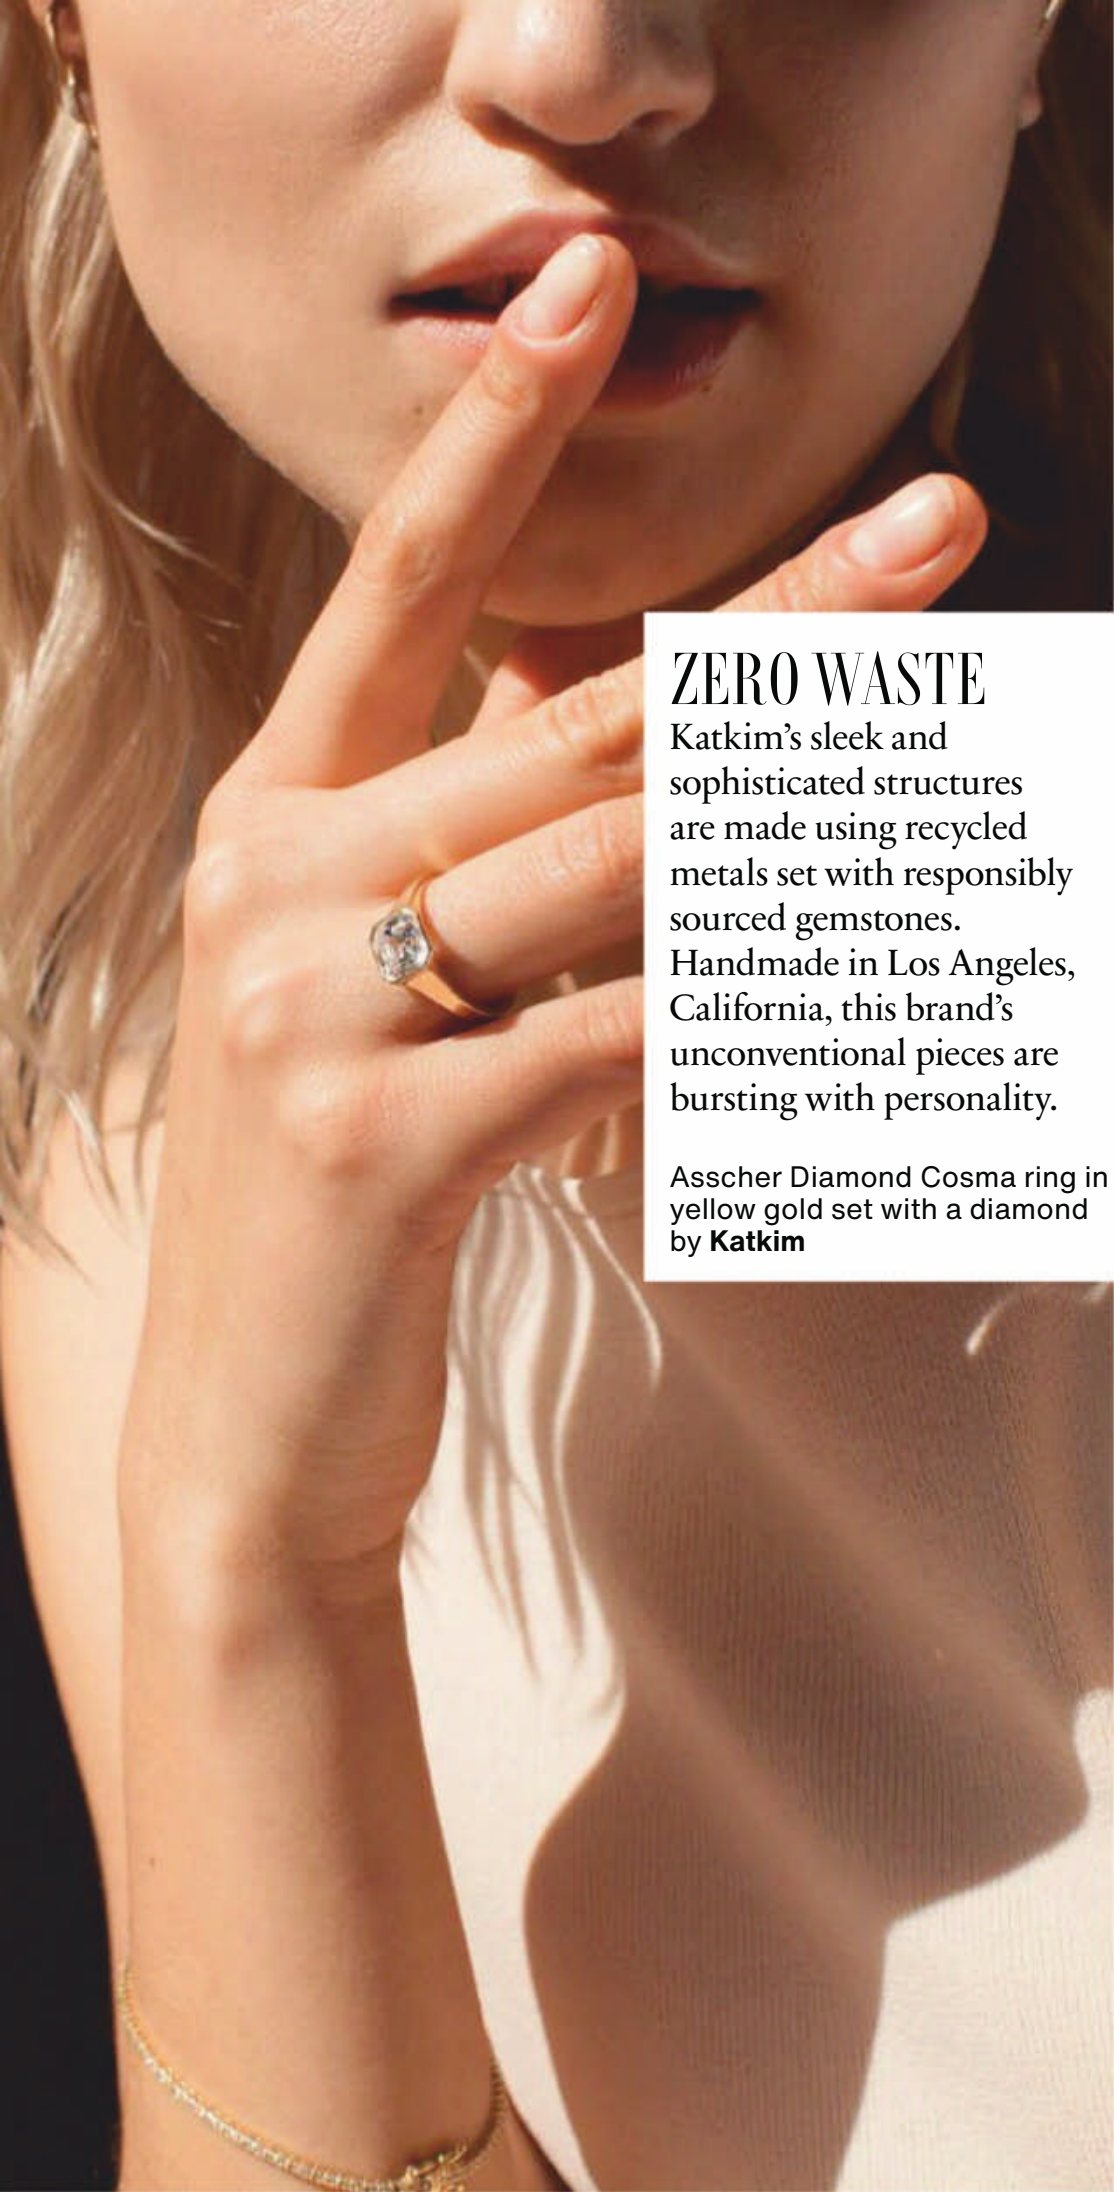 ZERO WASTE
Katkim’s sleek and
sophisticated structures
are made using recycled
metals set with responsibly
sourced gemstones.
Handmade in Los Angeles,
California, this brand’s
unconventional pieces are
bursting with personality.
Asscher Diamond Cosma ring in
yellow gold set with a diamond
by Katkim